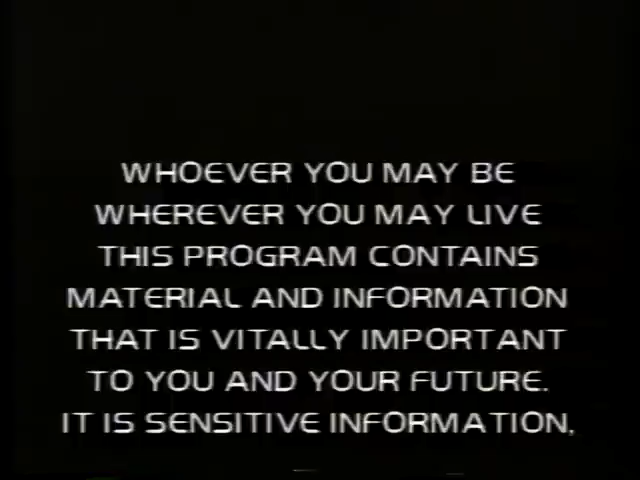 WHOEVER YOU MAY BE
WHEREVER YOU MAY LIVE
THIS PROGRAM CONTAINS
MATERIAL AND INFORMATION
THAT IS VITALLY IMPORTANT
TO YOU AND YOUR FUTURE.
IT IS SENSITIVE INFORMATION,